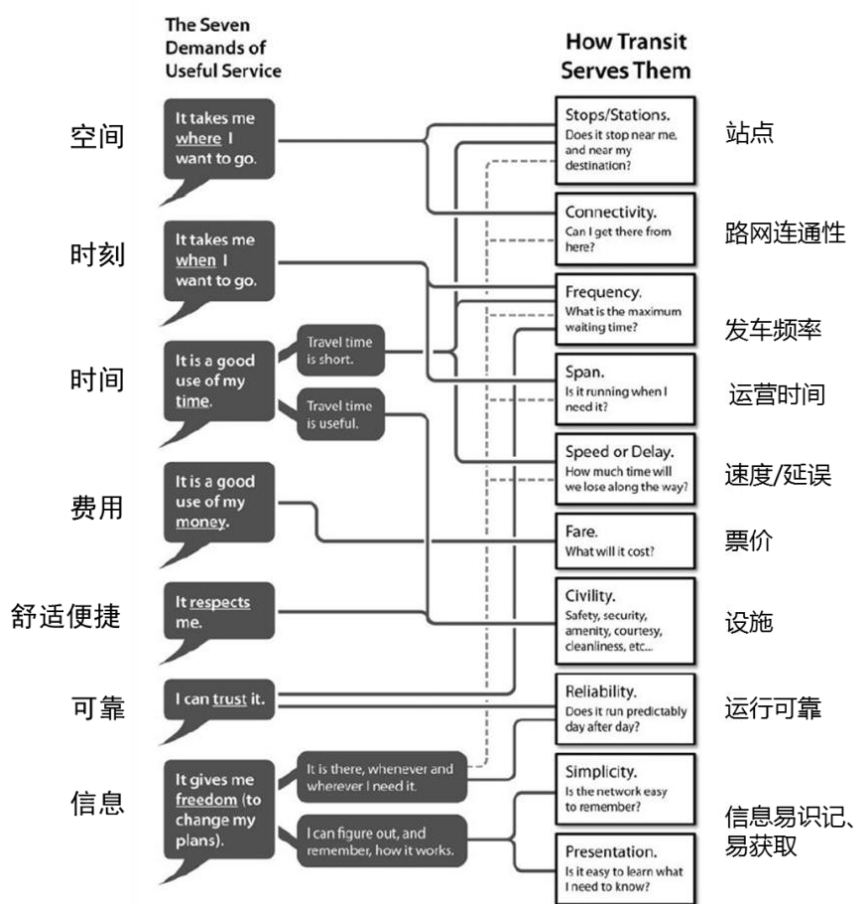 The Seven
Demands of
Useful Service
How Transit
Serves Them
空间
It takes me
where I
want to go.
Stops/Stations.
Does it stop near me,
and near my
destination?
站点
Connectivity.
Can I get there from
here?
路网连通性
时刻
It takes me
when I
want to go.
Frequency.
What is the maximum
waiting time?
发车频率
时间
It is a good
use of my
time.
Travel time
is short.
Travel time
is useful.
Span.
Is it running when I
need it?
运营时间
Speed or Delay.
How much time will
we lose along the way?
速度/延误
费用
It is a good
use of my
money.
Fare.
What will it cost?
票价
舒适便捷
It respects
me.
Civility.
Safety, security,
amenity, courtesy,
cleanliness, etc...
设施
可靠
I can trust it.
Reliability.
Does it run predictably
day after day?
运行可靠
信息
It gives me
freedom (to
change my
plans).
It is there, whenever and
wherever I need it.
I can figure out, and
remember, how it works.
Simplicity.
Is the network easy
to remember?
Presentation.
Is it easy to learn what
I need to know?
信息易识记、
易获取